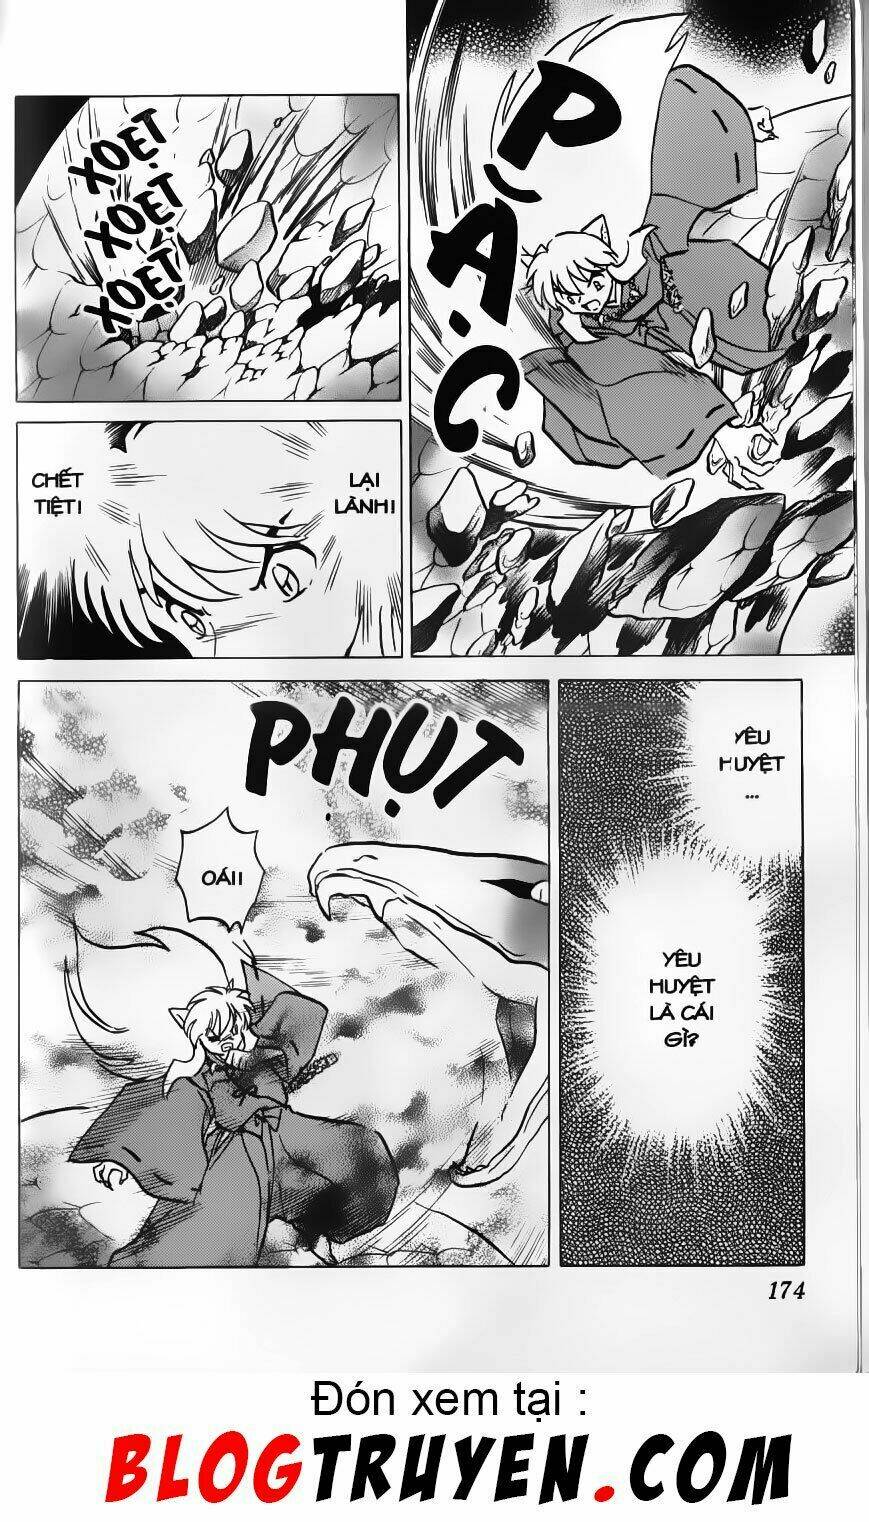 PẠC
XOẸT
XOẸT
XOẸT
LẠI
LÀNH!
CHẾT
TIỆT!
YÊU
HUYỆT
...
YÊU
HUYỆT
LÀ CÁI
GÌ?
PHỤT
OÁI!
174
Đón xem tại :
BLOGTRUYEN.COM